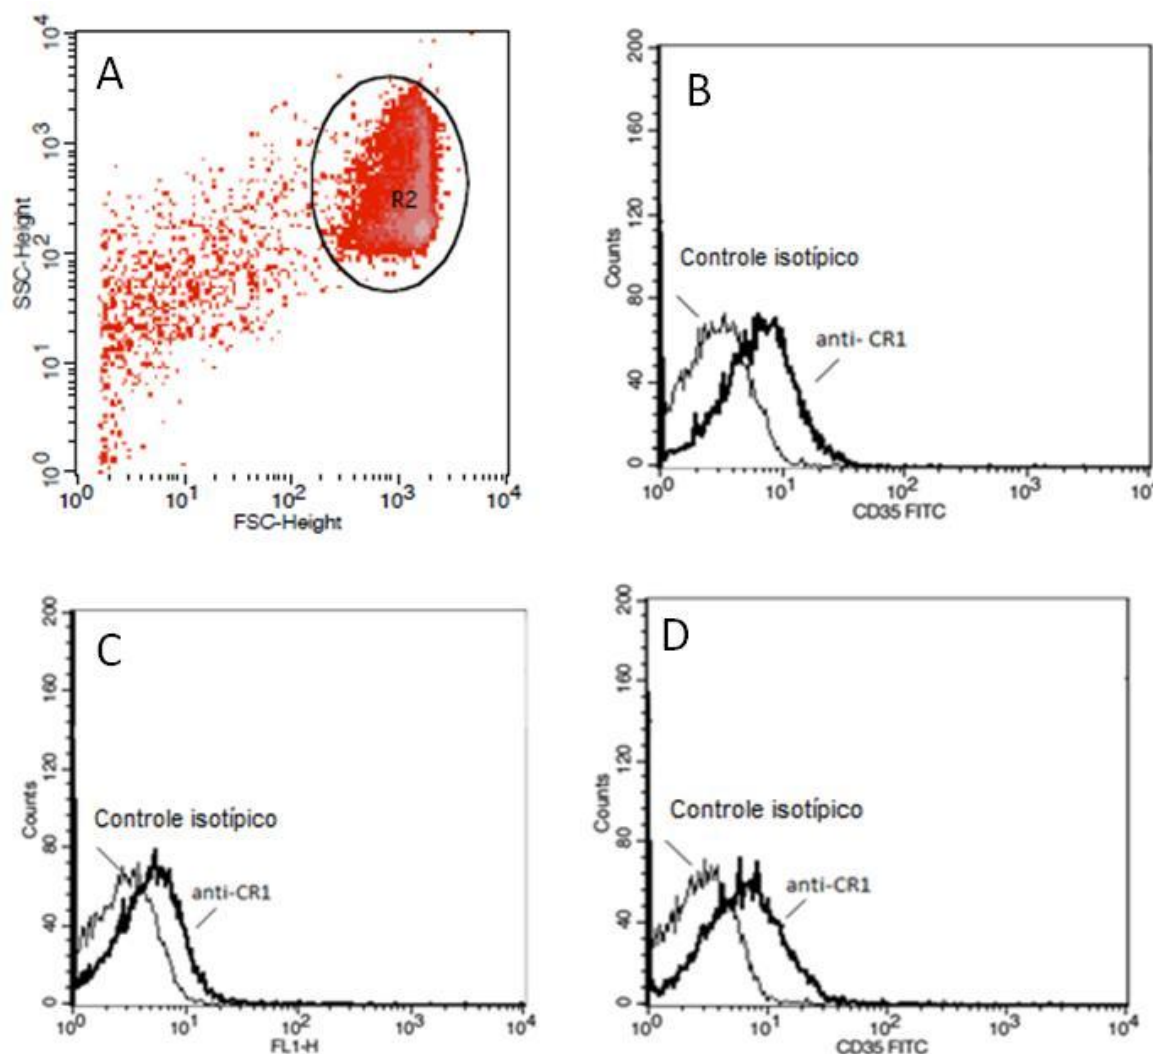 A
10^4
10^3
10^2
10^1
10^0
SSC-Height
R2
10^0 10^1 10^2 10^3 10^4
FSC-Height
B
200
160
120
80
40
0
Counts
Controle isotípico
anti- CR1
10^0 10^1 10^2 10^3 10
CD35 FITC
C
200
160
120
80
40
0
Counts
Controle isotípico
anti-CR1
10^0 10^1 10^2 10^3 10^4
FL1-H
D
200
160
120
80
40
0
Counts
Controle isotípico
anti-CR1
10^0 10^1 10^2 10^3 10^4
CD35 FITC